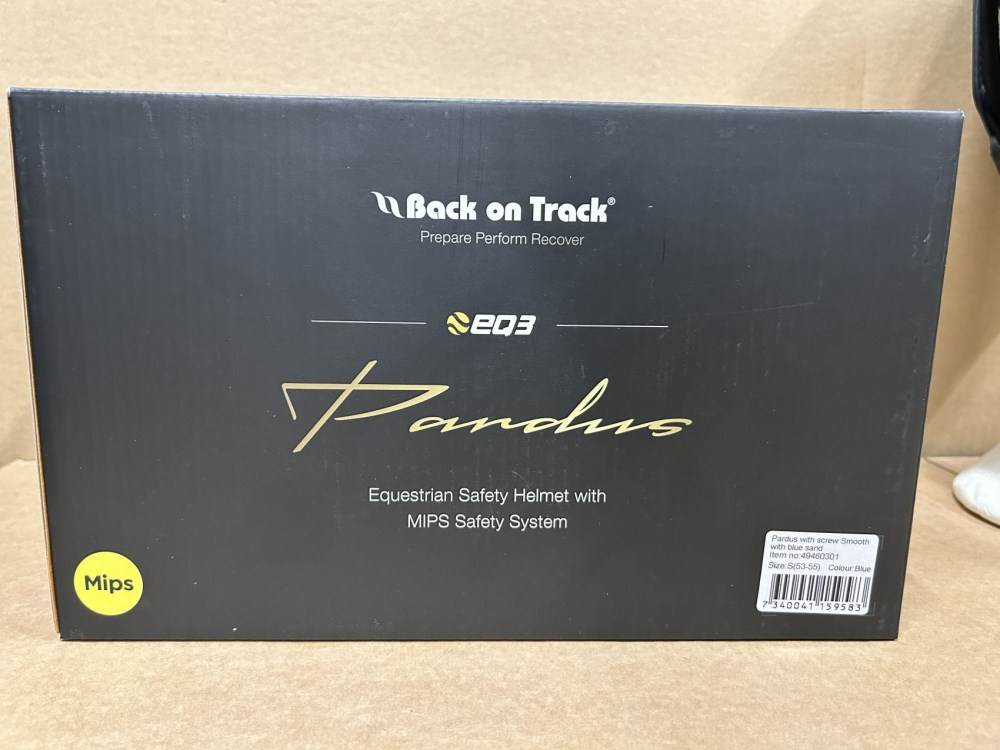 Back on Track®
Prepare Perform Recover
eQ3
Pardus
Equestrian Safety Helmet with
MIPS Safety System
Mips
Pardus with screw Smooth
with blue sand
Item no:49460301
Size:S(53-55) Colour:Blue
7 340041 159583